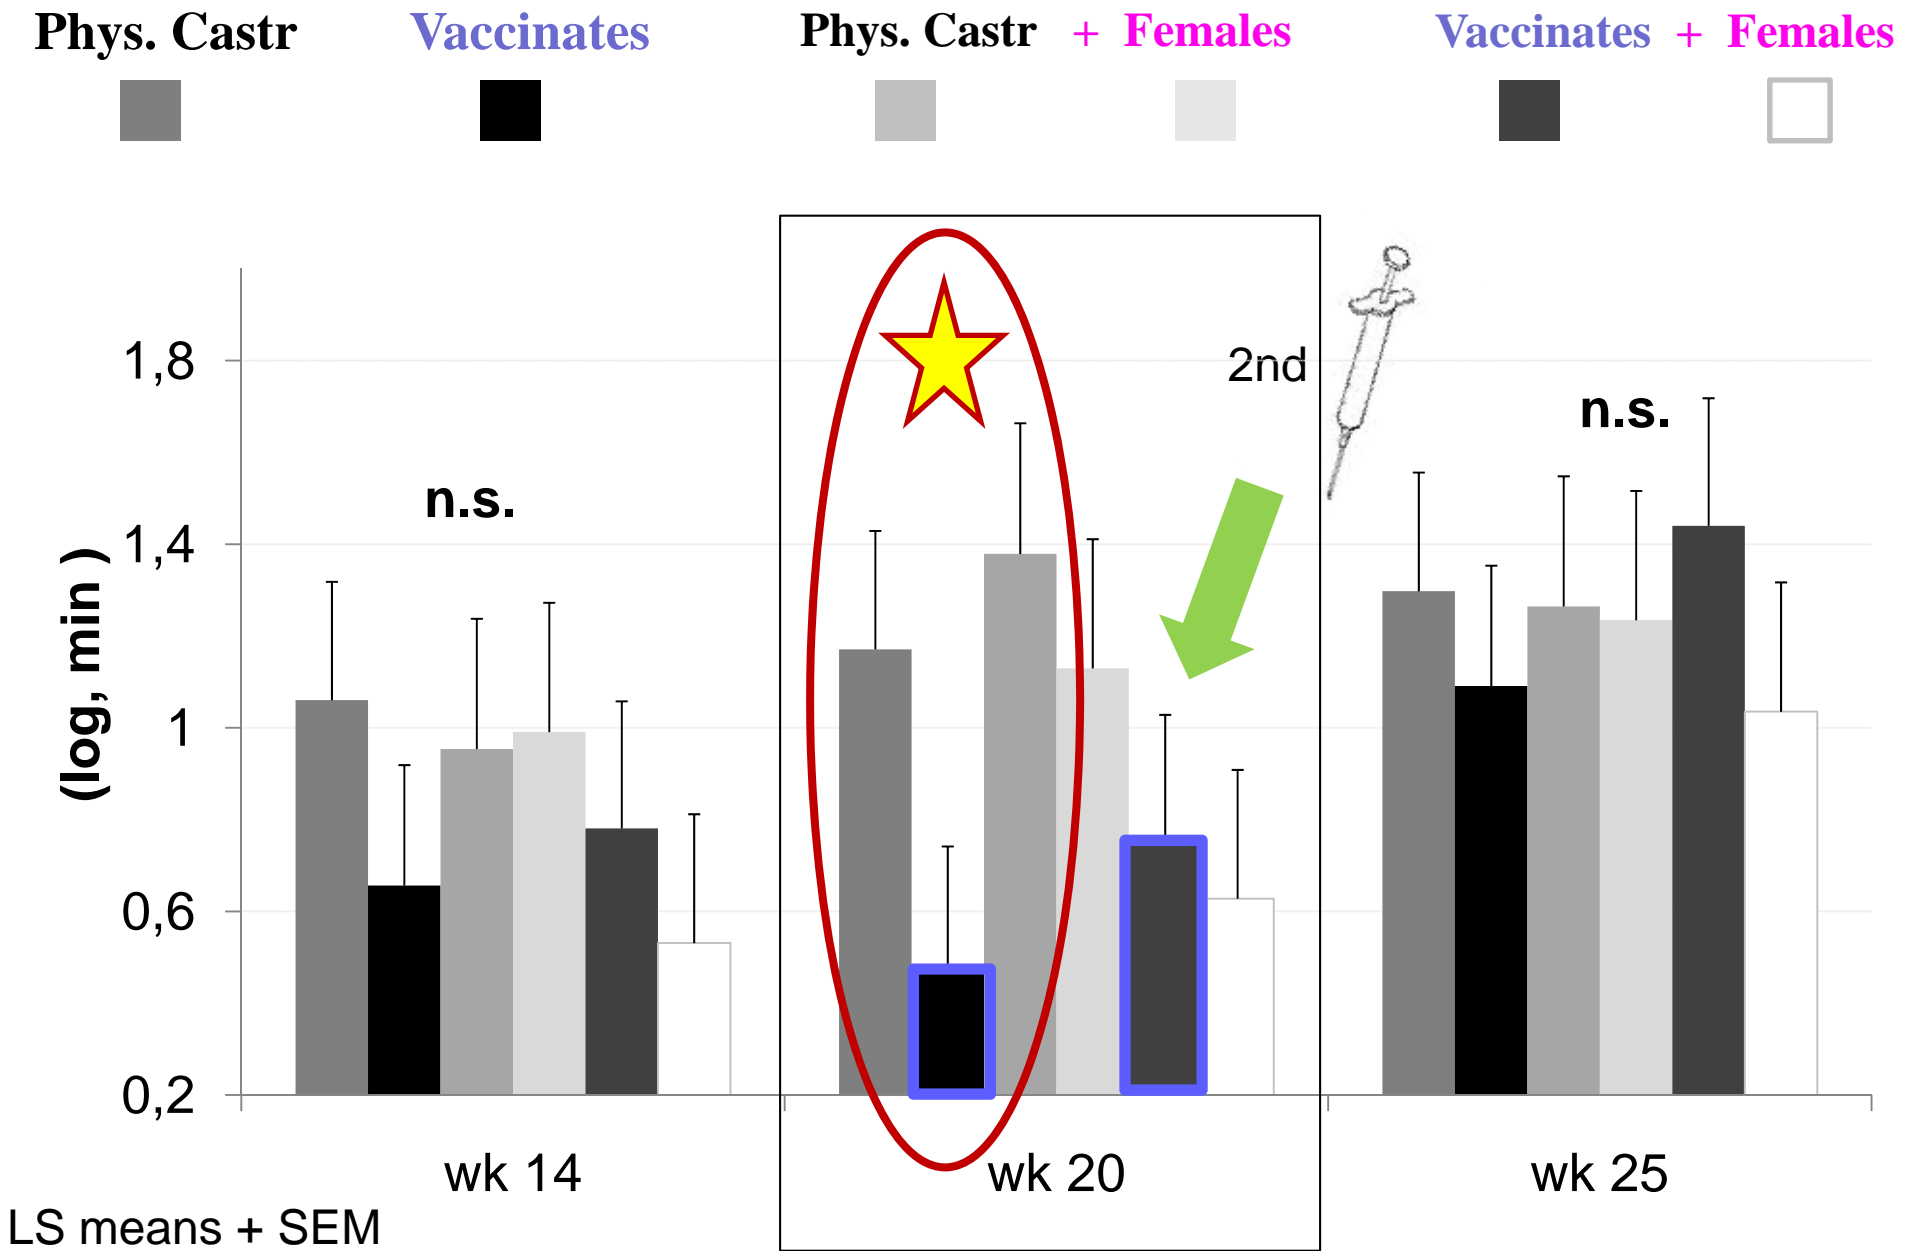 Phys. Castr Vaccinates Phys. Castr + Females Vaccinates + Females
1,8
2nd
n.s.
n.s.
1,4
(log, min )
1
0,6
0,2
wk 14 wk 20 wk 25
LS means + SEM